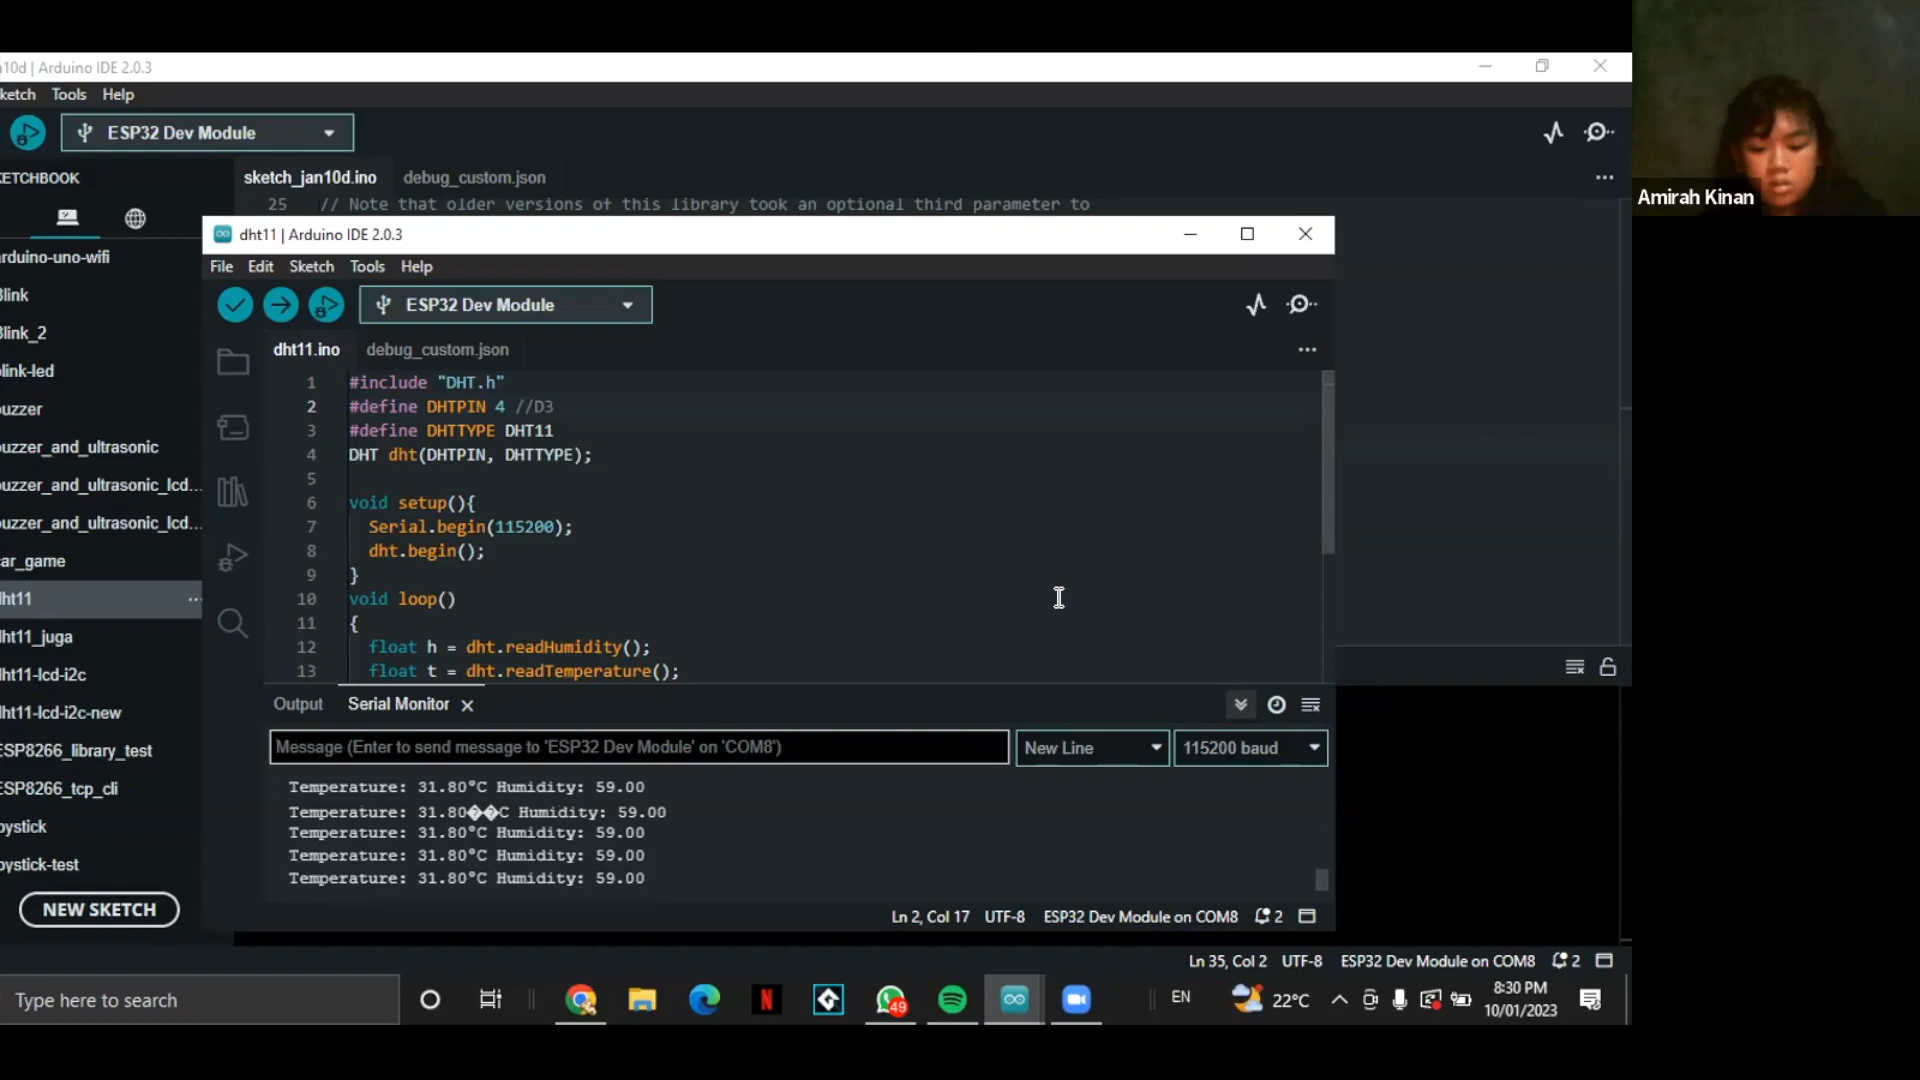 n10d | Arduino IDE 2.0.3
ketch Tools Help
ESP32 Dev Module
ETCHBOOK
sketch_jan10d.ino debug_custom.json
25 // Note that older versions of this library took an optional third parameter to
rduino-uno-wifi
Blink
Blink_2
link-led
uzzer
uzzer_and_ultrasonic
uzzer_and_ultrasonic_lcd...
uzzer_and_ultrasonic_lcd...
ar_game
dht11
dht11_juga
dht11-lcd-i2c
dht11-lcd-i2c-new
ESP8266_library_test
ESP8266_tcp_cli
oystick
oystick-test
NEW SKETCH
dht11 | Arduino IDE 2.0.3
File Edit Sketch Tools Help
ESP32 Dev Module
dht11.ino debug_custom.json
1 #include "DHT.h"
2 #define DHTPIN 4 //D3
3 #define DHTTYPE DHT11
4 DHT dht(DHTPIN, DHTTYPE);
5
6 void setup(){
7 Serial.begin(115200);
8 dht.begin();
9 }
10 void loop()
11 {
12 float h = dht.readHumidity();
13 float t = dht.readTemperature();
Output Serial Monitor
Message (Enter to send message to 'ESP32 Dev Module' on 'COM8')
New Line 115200 baud
Temperature: 31.80°C Humidity: 59.00
Temperature: 31.80��C Humidity: 59.00
Temperature: 31.80°C Humidity: 59.00
Temperature: 31.80°C Humidity: 59.00
Temperature: 31.80°C Humidity: 59.00
Ln 2, Col 17 UTF-8 ESP32 Dev Module on COM8 2
Ln 35, Col 2 UTF-8 ESP32 Dev Module on COM8 2
Type here to search
N
49
EN
22°C
8:30 PM
10/01/2023
Amirah Kinan